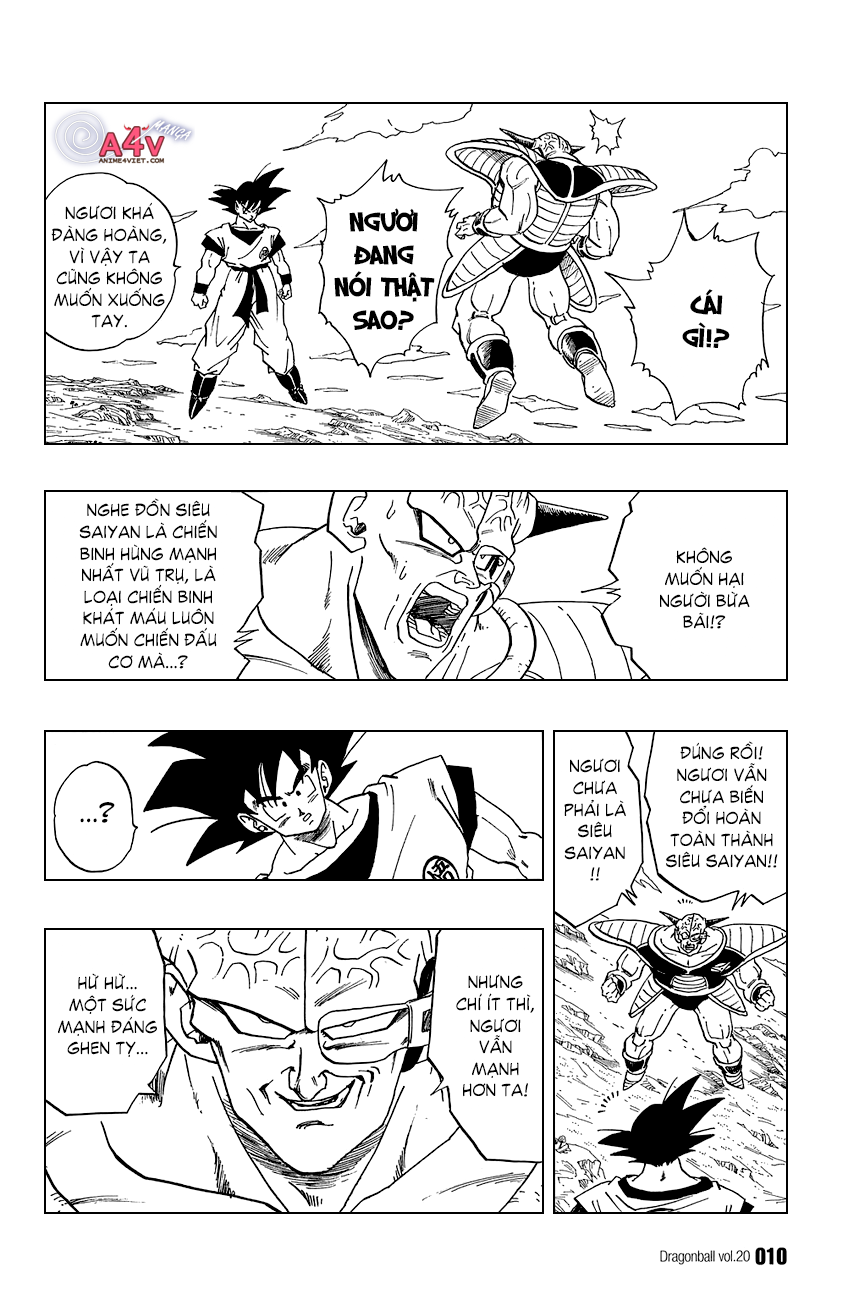 A4V
MANGA
ANIME4VIET.COM
CÁI
GÌ!?
NGƯƠI
ĐANG
NÓI THẬT
SAO?
NGƯƠI KHÁ
ĐÀNG HOÀNG,
VÌ VẬY TA
CŨNG KHÔNG
MUỐN XUỐNG
TAY.
KHÔNG
MUỐN HẠI
NGƯỜI BỪA
BÃI!?
NGHE ĐỒN SIÊU
SAIYAN LÀ CHIẾN
BINH HÙNG MẠNH
NHẤT VŨ TRỤ, LÀ
LOẠI CHIẾN BINH
KHÁT MÁU LUÔN
MUỐN CHIẾN ĐẤU
CƠ MÀ...?
ĐÚNG RỒI!
NGƯƠI VẪN
CHƯA BIẾN
ĐỔI HOÀN
TOÀN THÀNH
SIÊU SAIYAN!!
NGƯƠI
CHƯA
PHẢI LÀ
SIÊU
SAIYAN
!!
...?
NHƯNG
CHÍ ÍT THÌ,
NGƯƠI
VẪN
MẠNH
HƠN TA!
HỪ HỪ...
MỘT SỨC
MẠNH ĐÁNG
GHEN TỴ...
Dragonball vol.20 010